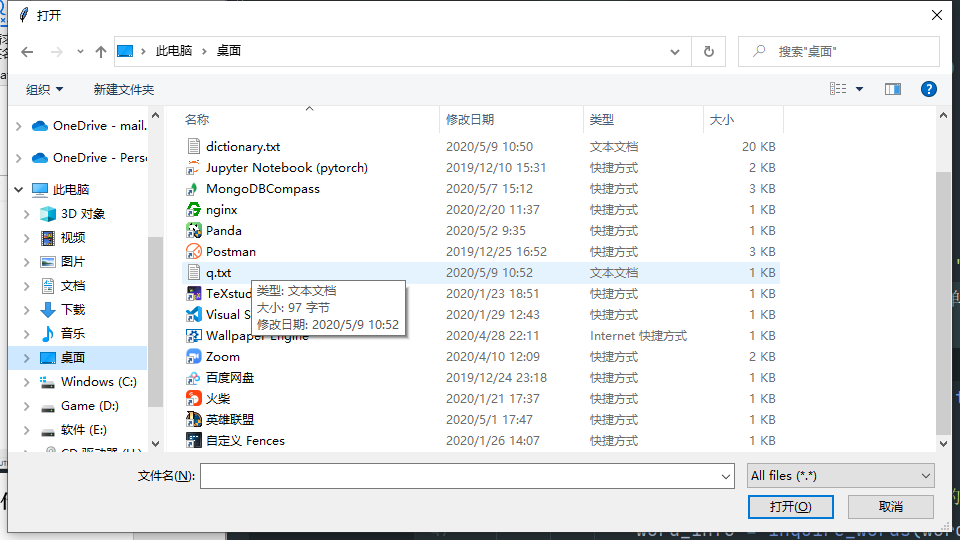 打开
此电脑 › 桌面
搜索"桌面"
组织 新建文件夹
OneDrive - mail.
OneDrive - Perso
此电脑
3D 对象
视频
图片
文档
下载
音乐
桌面
Windows (C:)
Game (D:)
软件 (E:)
名称 修改日期 类型 大小
dictionary.txt 2020/5/9 10:50 文本文档 20 KB
Jupyter Notebook (pytorch) 2019/12/10 15:31 快捷方式 2 KB
MongoDBCompass 2020/5/7 15:12 快捷方式 3 KB
nginx 2020/2/20 11:37 快捷方式 1 KB
Panda 2020/5/2 9:35 快捷方式 1 KB
Postman 2019/12/25 16:52 快捷方式 3 KB
q.txt 2020/5/9 10:52 文本文档 1 KB
TeXstud 2020/1/23 18:51 快捷方式 1 KB
Visual S 2020/1/29 12:43 快捷方式 1 KB
Wallpaper Engine 2020/4/28 22:11 Internet 快捷方式 1 KB
Zoom 2020/4/10 12:09 快捷方式 2 KB
百度网盘 2019/12/24 23:18 快捷方式 1 KB
火柴 2020/1/21 17:37 快捷方式 1 KB
英雄联盟 2020/5/1 17:47 快捷方式 1 KB
自定义 Fences 2020/1/26 14:07 快捷方式 1 KB
类型: 文本文档
大小: 97 字节
修改日期: 2020/5/9 10:52
文件名(N): All files (*.*)
打开(O) 取消